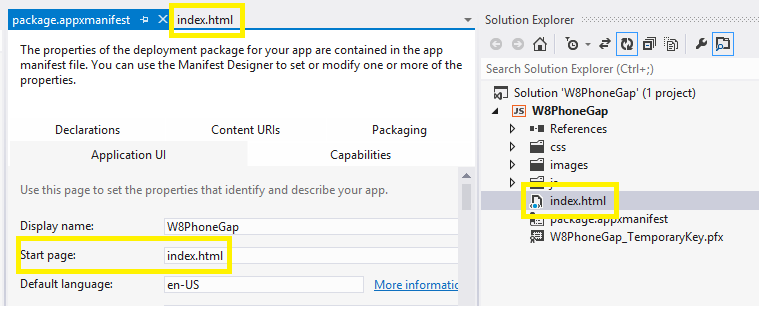 package.appxmanifest
index.html
The properties of the deployment package for your app are contained in the app
manifest file. You can use the Manifest Designer to set or modify one or more of the
properties.
Declarations
Content URIs
Packaging
Application UI
Capabilities
Use this page to set the properties that identify and describe your app.
Display name:
W8PhoneGap
Start page:
index.html
Default language:
en-US
More informatio
Solution Explorer
Search Solution Explorer (Ctrl+;)
Solution 'W8PhoneGap' (1 project)
JS W8PhoneGap
References
css
images
js
index.html
package.appxmanifest
W8PhoneGap_TemporaryKey.pfx